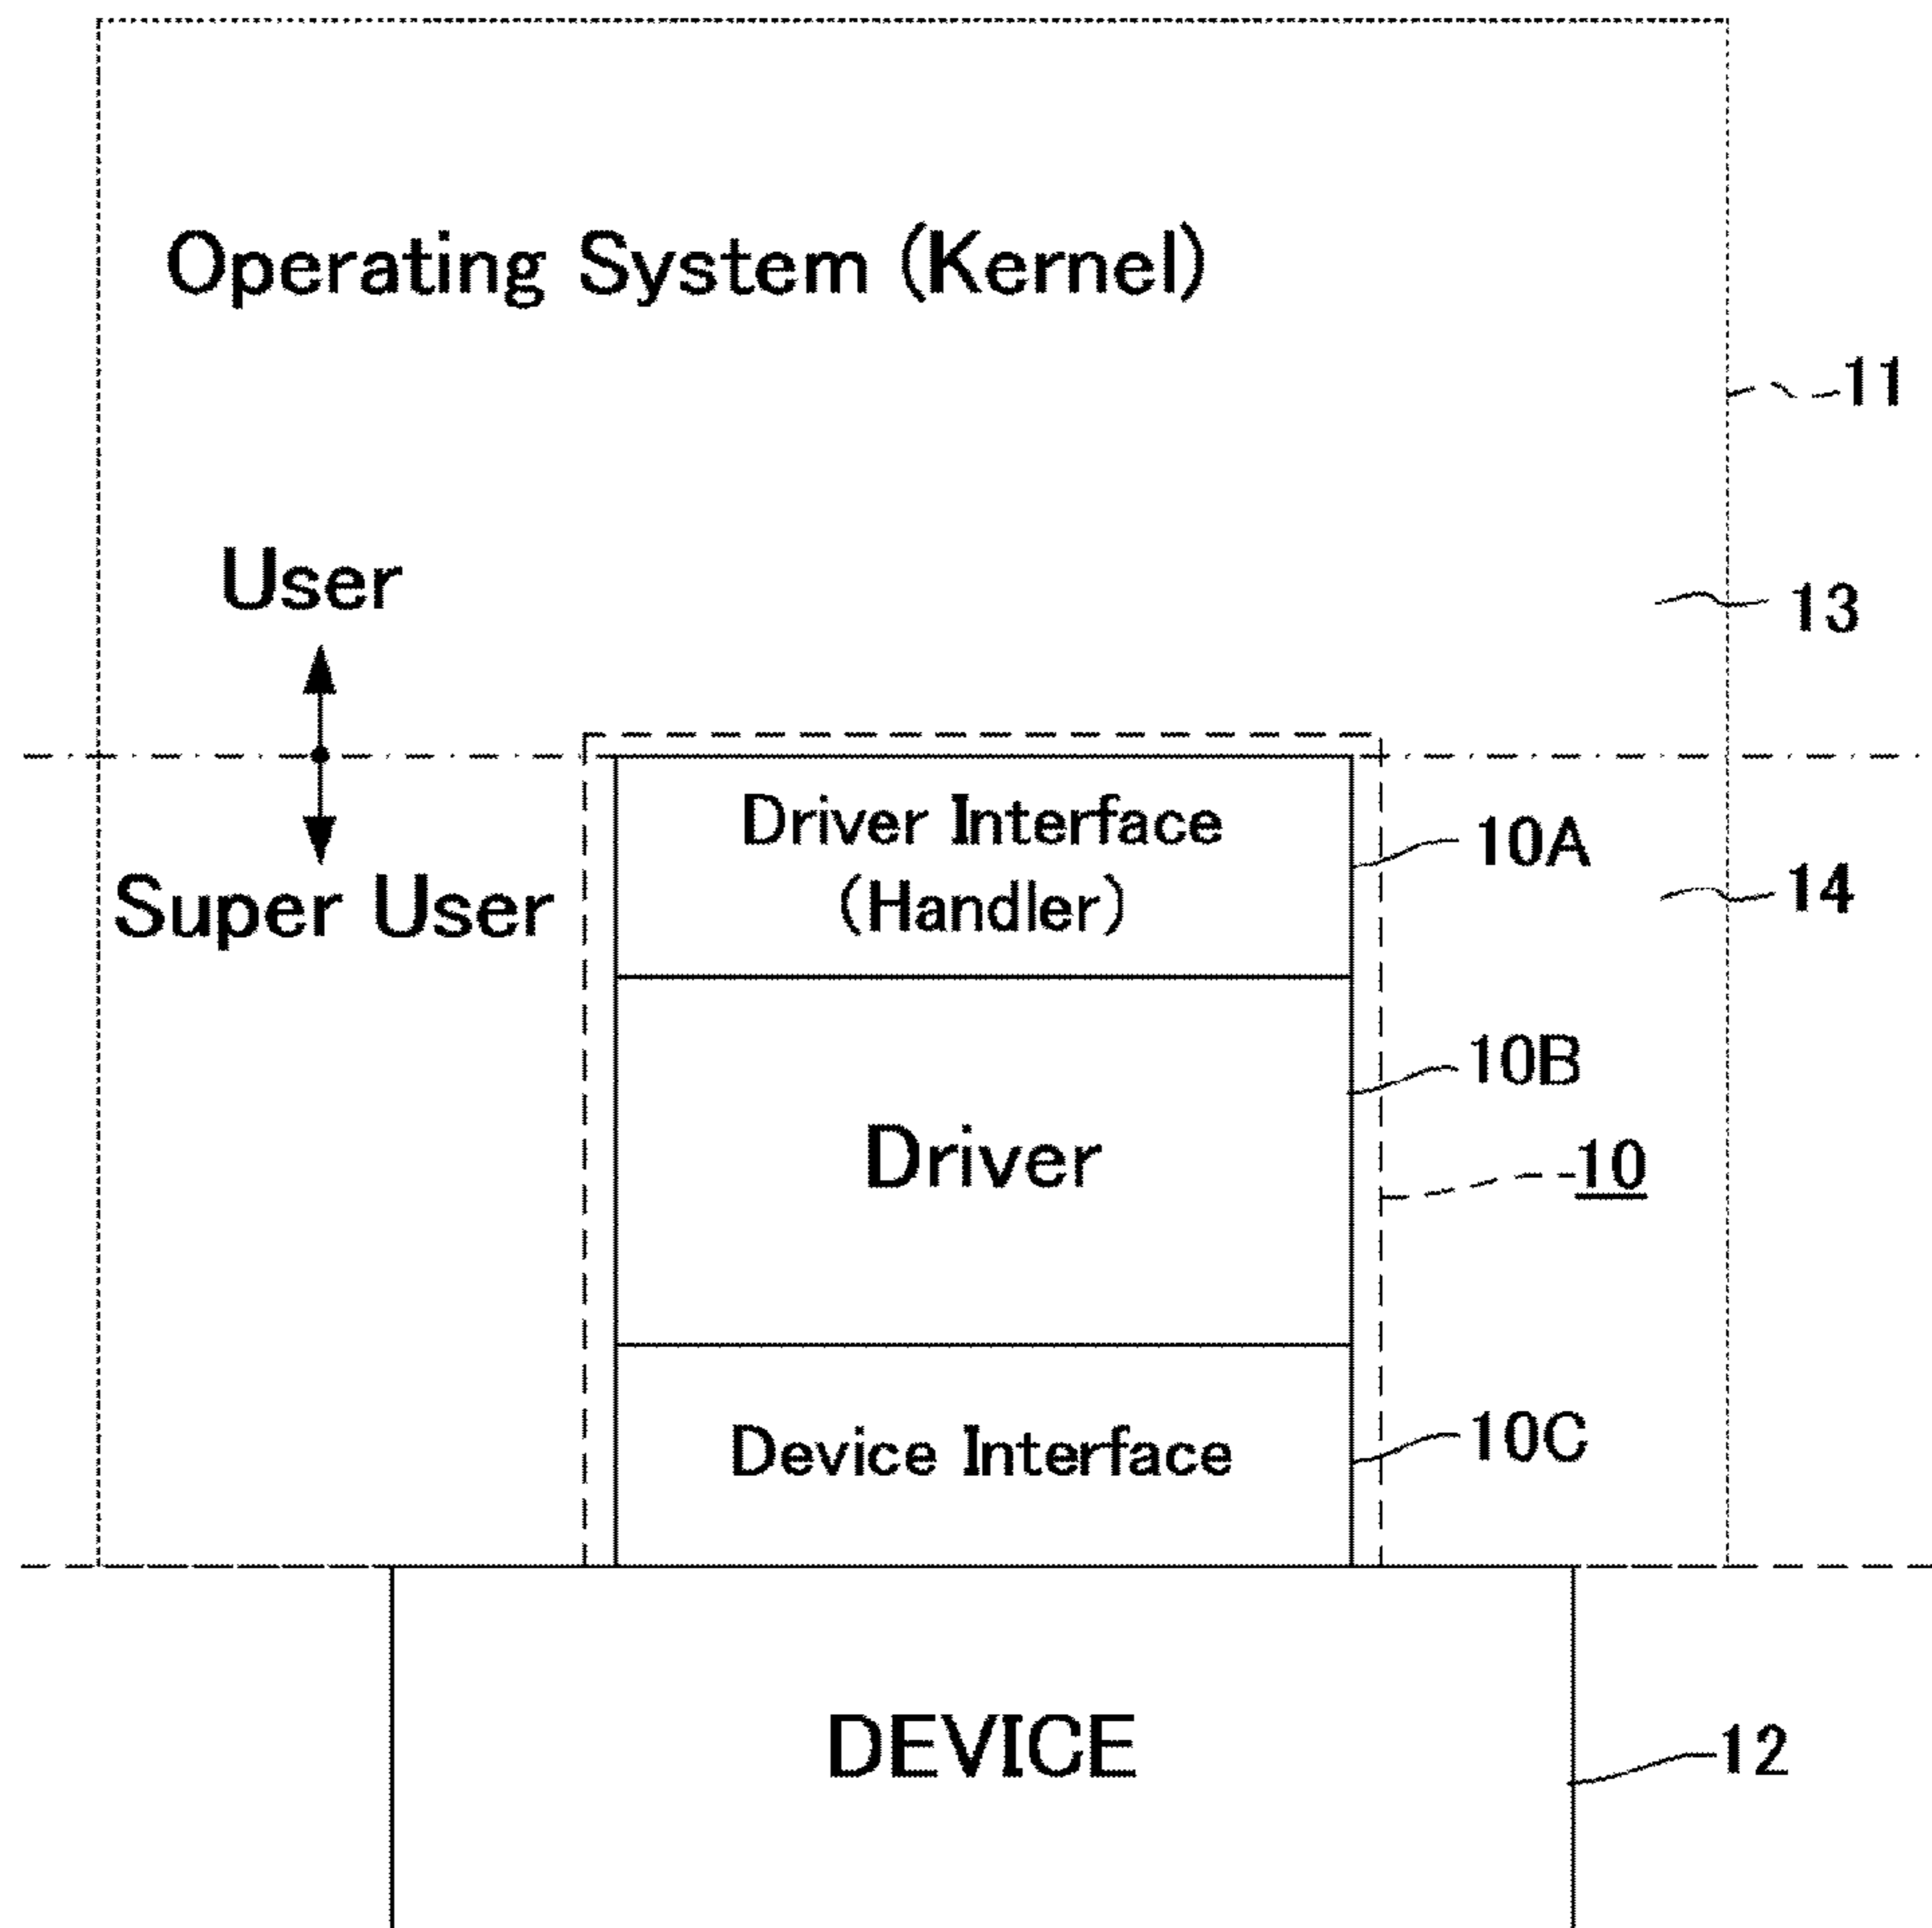 Operating System (Kernel)
11
User
13
Driver Interface
(Handler)
10A
14
Super User
10B
Driver
10
Device Interface
10C
DEVICE
12